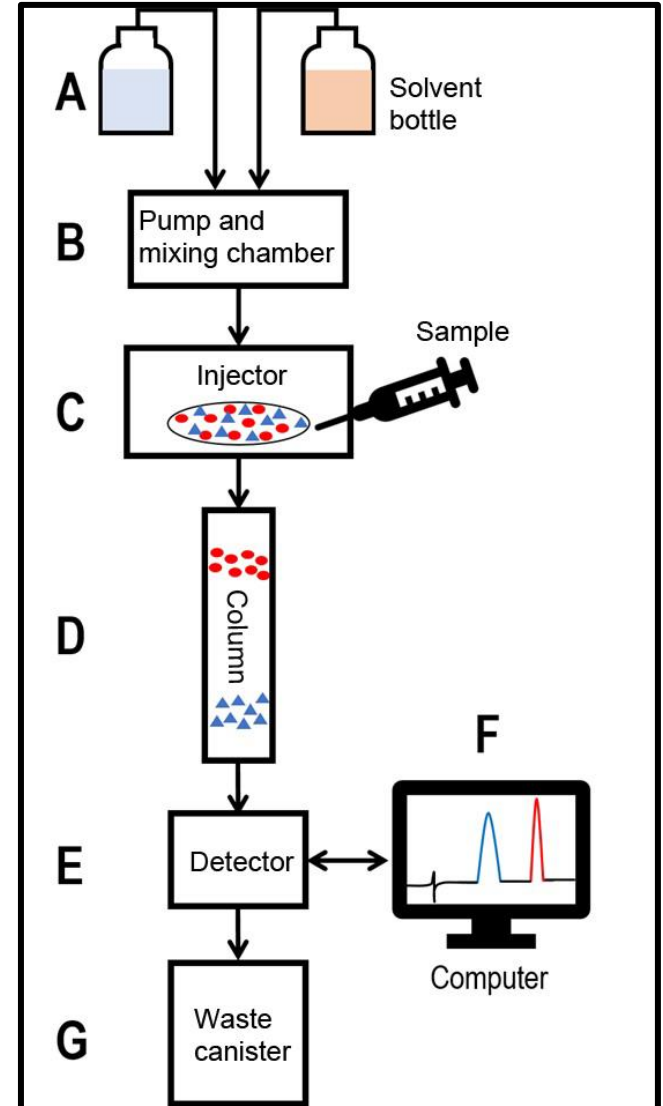 A
Solvent
bottle
B
Pump and
mixing chamber
Sample
C
Injector
D
Column
F
E
Detector
Computer
G
Waste
canister